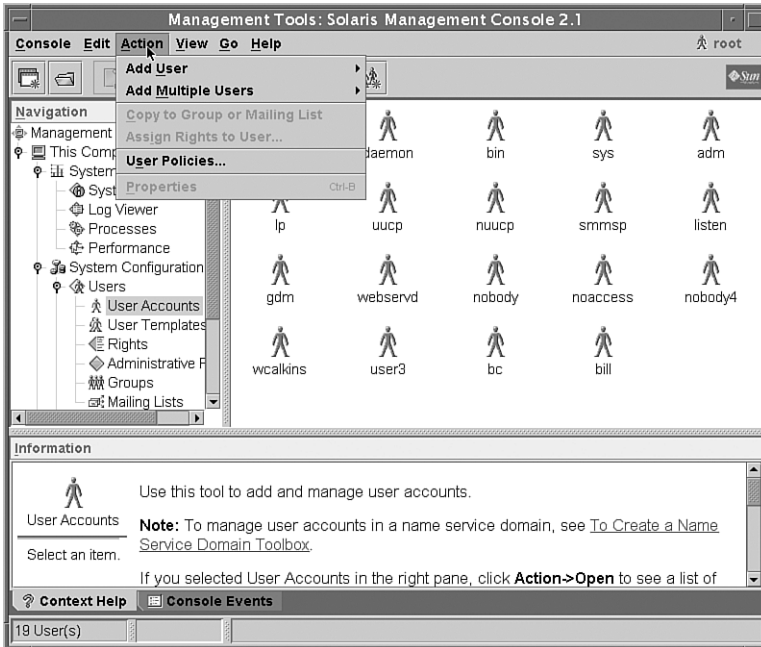 Management Tools: Solaris Management Console 2.1
Console Edit Action View Go Help root
Sun
Add User
Add Multiple Users
Copy to Group or Mailing List
Assign Rights to User...
User Policies...
Properties Ctrl-B
Navigation
Management
This Comp
System
Syst
Log Viewer
Processes
Performance
System Configuration
Users
User Accounts
User Templates
Rights
Administrative R
Groups
Mailing Lists
daemon bin sys adm
lp uucp nuucp smmsp listen
gdm webservd nobody noaccess nobody4
wcalkins user3 bc bill
Information
User Accounts
Select an item.
Use this tool to add and manage user accounts.
Note: To manage user accounts in a name service domain, see To Create a Name
Service Domain Toolbox.
If you selected User Accounts in the right pane, click Action->Open to see a list of
Context Help Console Events
19 User(s)